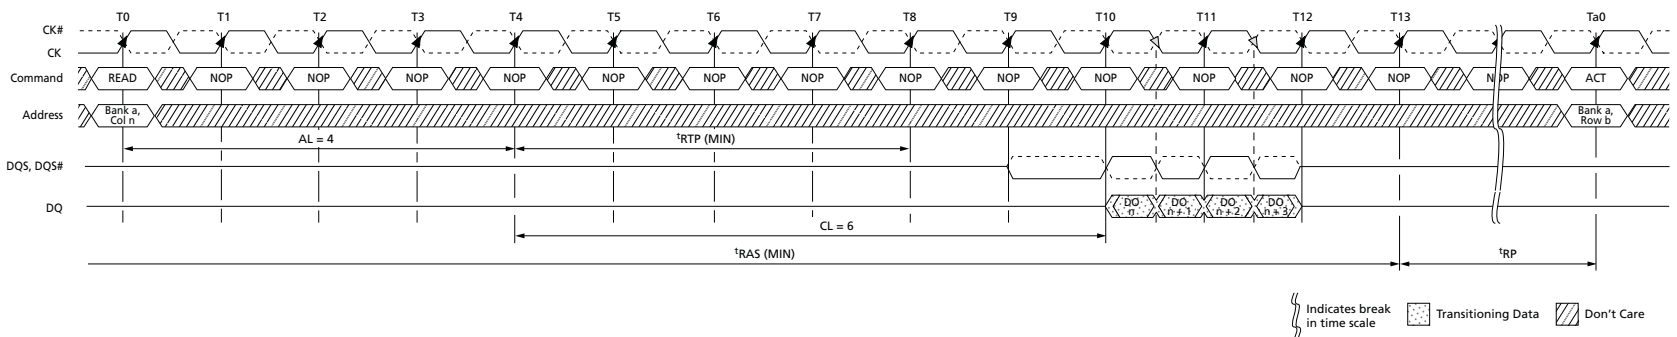 T0 T1 T2 T3 T4 T5 T6 T7 T8 T9 T10 T11 T12 T13 Ta0
CK#
CK
Command READ NOP NOP NOP NOP NOP NOP NOP NOP NOP NOP NOP NOP NOP NOP ACT
Address Bank a, Col n Bank a, Row b
AL = 4 tRTP (MIN)
DQS, DQS#
DQ DO n DO n + 1 DO n + 2 DO n + 3
CL = 6
tRAS (MIN) tRP
Indicates break
in time scale
Transitioning Data
Don't Care